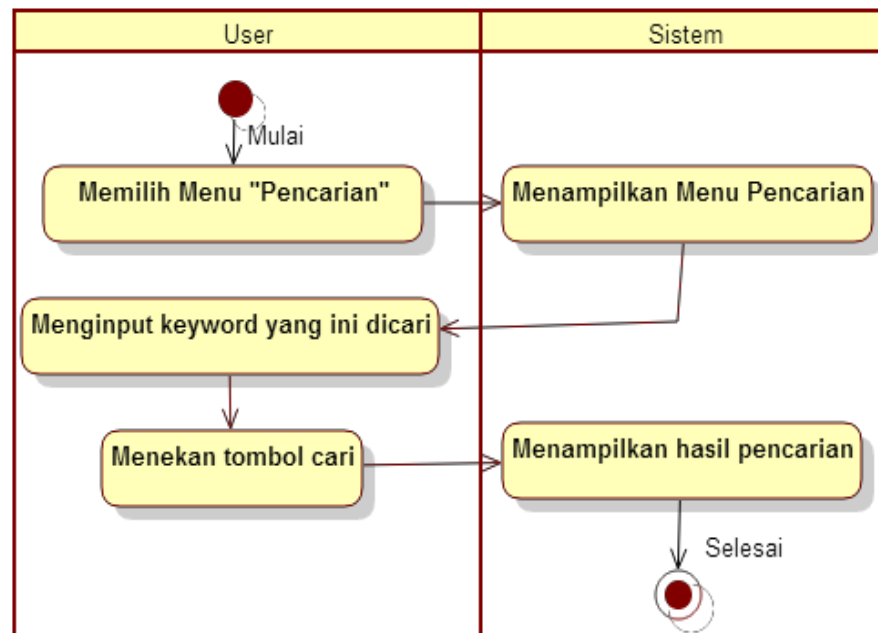 User
Sistem
Mulai
Memilih Menu "Pencarian"
Menampilkan Menu Pencarian
Menginput keyword yang ini dicari
Menekan tombol cari
Menampilkan hasil pencarian
Selesai